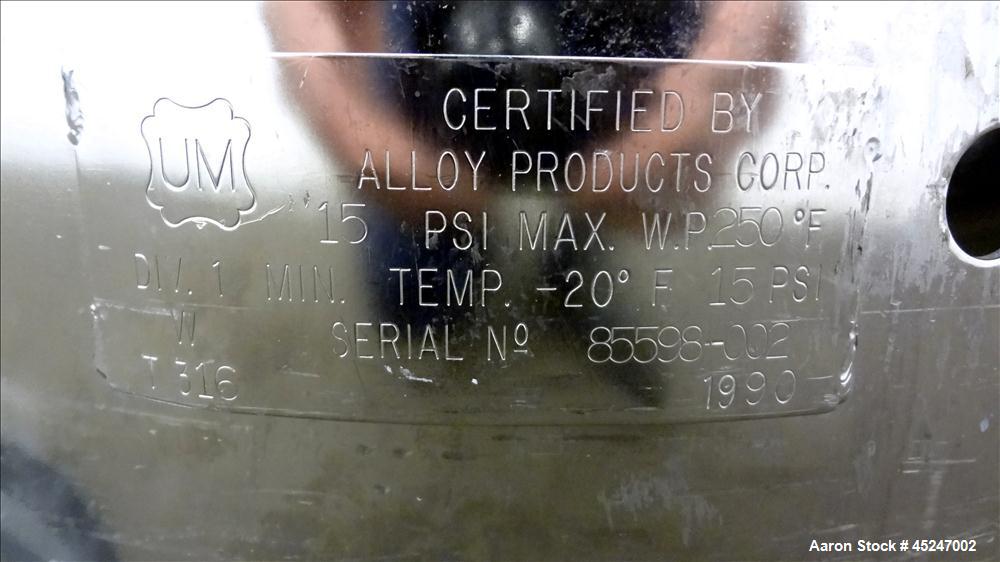 CERTIFIED BY
UM
ALLOY PRODUCTS CORP.
15 PSI MAX. W.P. 250 °F
DIV. 1 MIN. TEMP. -20° F 15 PSI
W SERIAL Nº 85598-002
T 316 1990
Aaron Stock # 45247002